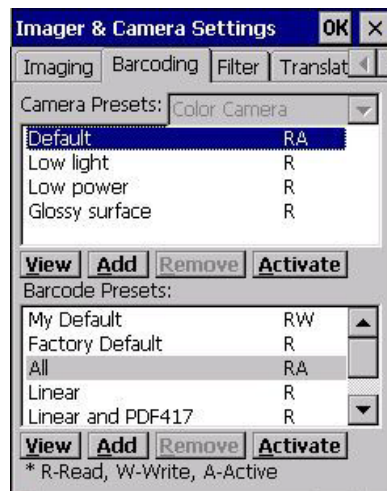 Imager & Camera Settings OK ×
Imaging Barcoding Filter Translat
Camera Presets: Color Camera
Default RA
Low light R
Low power R
Glossy surface R
View Add Remove Activate
Barcode Presets:
My Default RW
Factory Default R
All RA
Linear R
Linear and PDF417 R
View Add Remove Activate
* R-Read, W-Write, A-Active